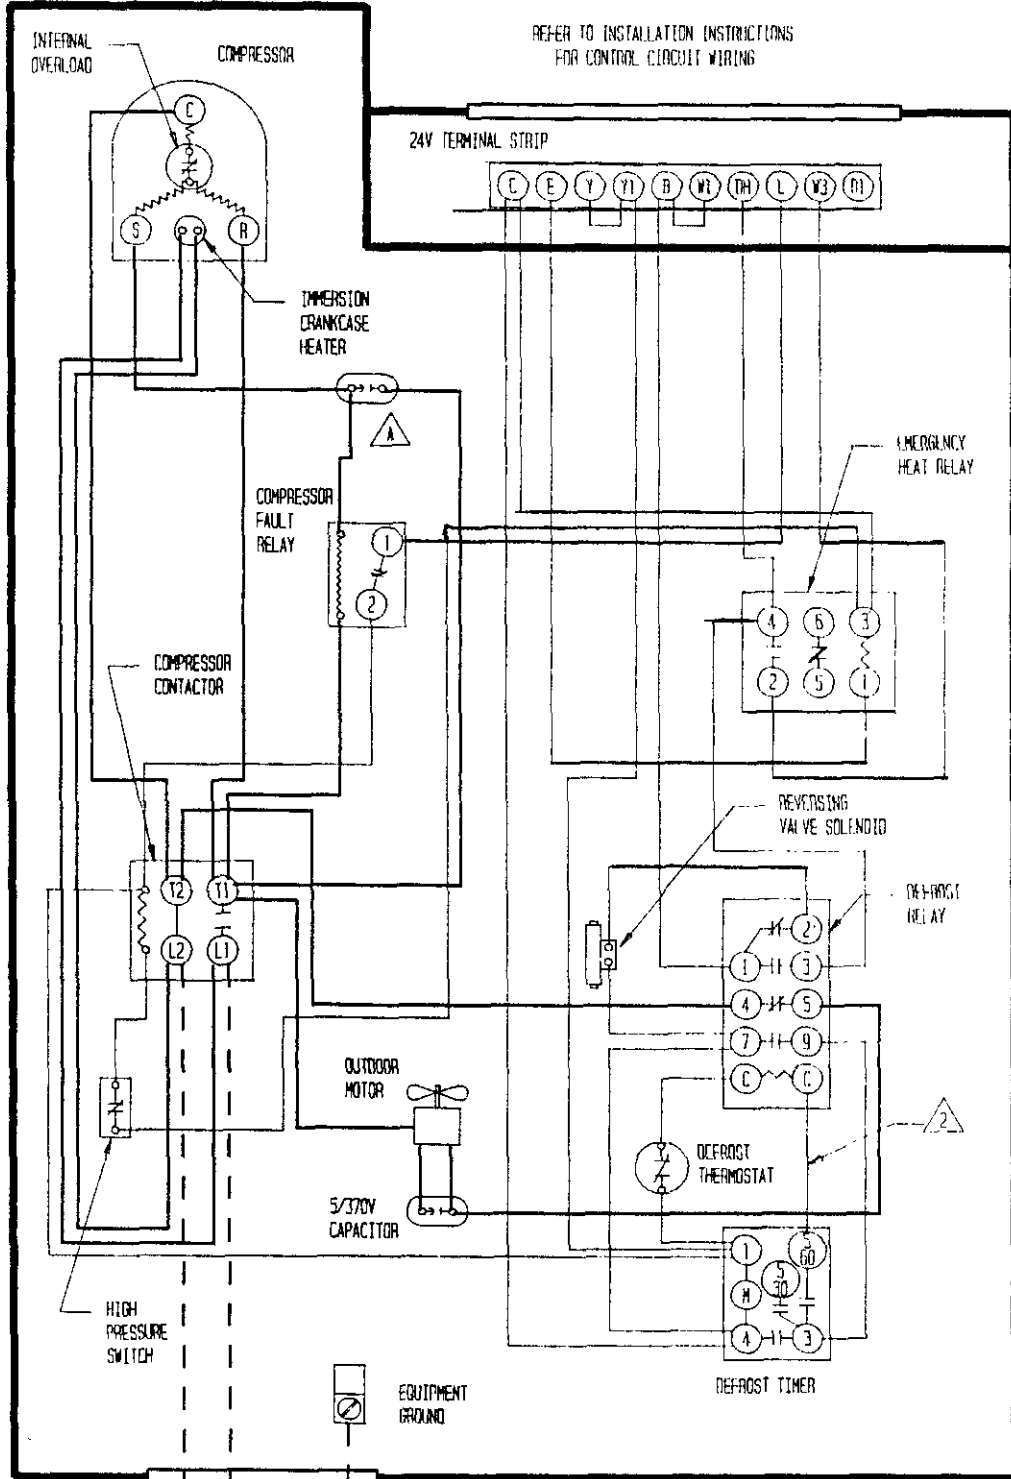 REFER TO INSTALLATION INSTRUCTIONS
FOR CONTROL CIRCUIT WIRING
INTERNAL
OVERLOAD
COMPRESSOR
C
S
R
24V TERMINAL STRIP
C E Y Y1 R W1 DH L W3 D1
IMMERSION
CRANKCASE
HEATER
A
EMERGENCY
HEAT RELAY
COMPRESSOR
FAULT
RELAY
1
2
4 6 3
2 5 1
COMPRESSOR
CONTACTOR
REVERSING
VALVE SOLENOID
T2 T1
L2 L1
DEFROST
RELAY
2
1 3
4 5
7 9
C C
OUTDOOR
MOTOR
2
DEFROST
THERMOSTAT
5/370V
CAPACITOR
1
5
60
5
30
M
4 3
HIGH
PRESSURE
SWITCH
DEFROST TIMER
EQUIPMENT
GROUND